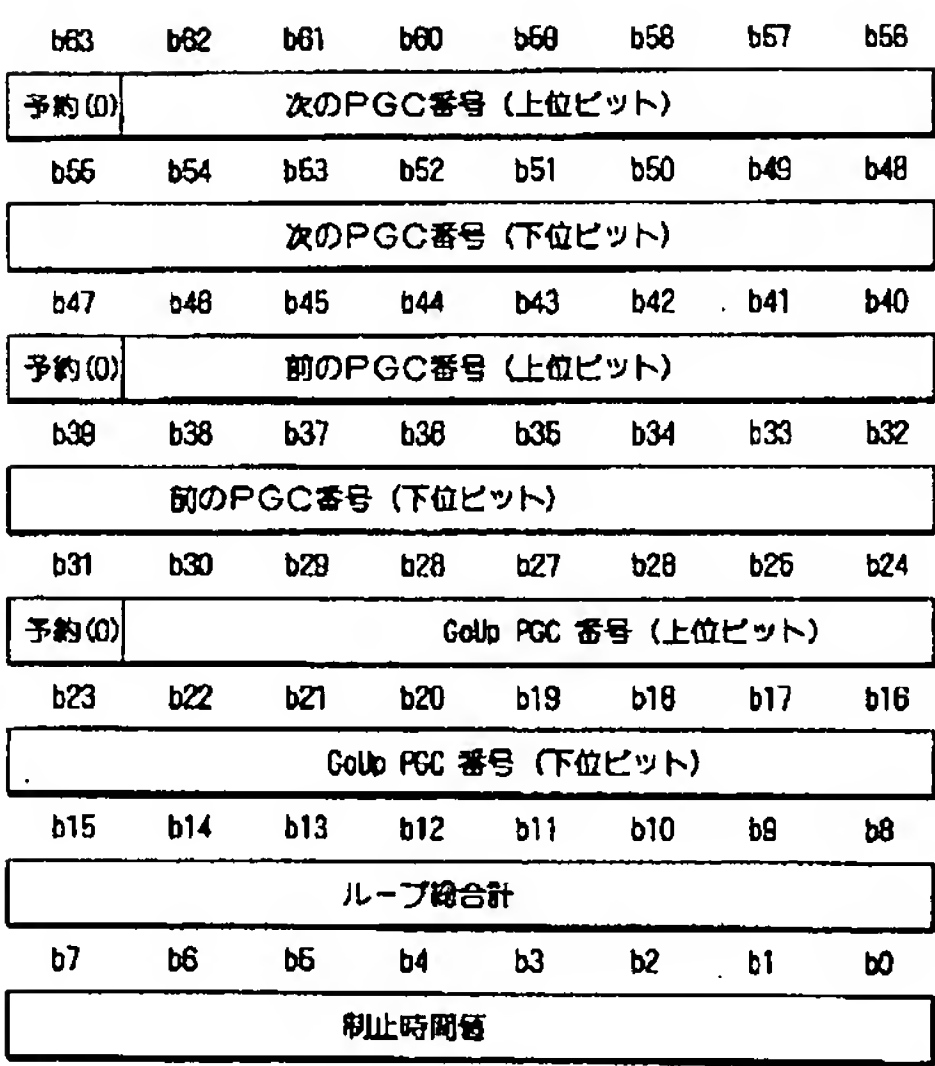 b63 b62 b61 b60 b59 b58 b57 b56
予約(0) 次のPGC番号(上位ビット)
b55 b54 b53 b52 b51 b50 b49 b48
次のPGC番号(下位ビット)
b47 b46 b45 b44 b43 b42 b41 b40
予約(0) 前のPGC番号(上位ビット)
b39 b38 b37 b36 b35 b34 b33 b32
前のPGC番号(下位ビット)
b31 b30 b29 b28 b27 b26 b25 b24
予約(0) GoUp PGC 番号(上位ビット)
b23 b22 b21 b20 b19 b18 b17 b16
GoUp PGC 番号(下位ビット)
b15 b14 b13 b12 b11 b10 b9 b8
ループ総合計
b7 b6 b5 b4 b3 b2 b1 b0
制止時間値